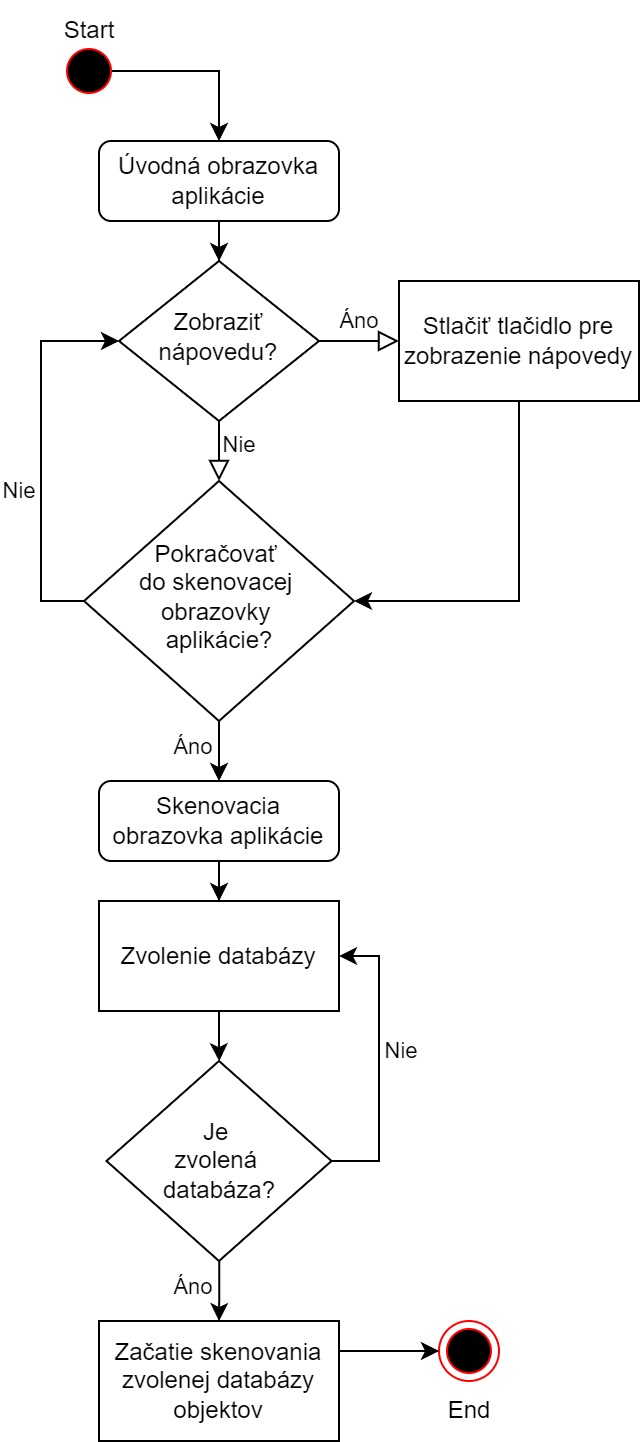 Start
Úvodná obrazovka
aplikácie
Zobraziť
nápovedu?
Áno
Stlačiť tlačidlo pre
zobrazenie nápovedy
Nie
Nie
Pokračovať
do skenovacej
obrazovky
aplikácie?
Áno
Skenovacia
obrazovka aplikácie
Zvolenie databázy
Nie
Je
zvolená
databáza?
Áno
Začatie skenovania
zvolenej databázy
objektov
End